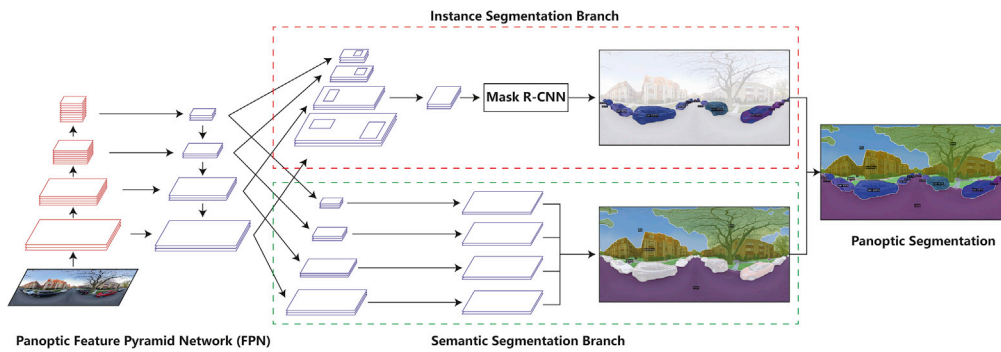 Instance Segmentation Branch
Mask R-CNN
Panoptic Segmentation
Panoptic Feature Pyramid Network (FPN)
Semantic Segmentation Branch